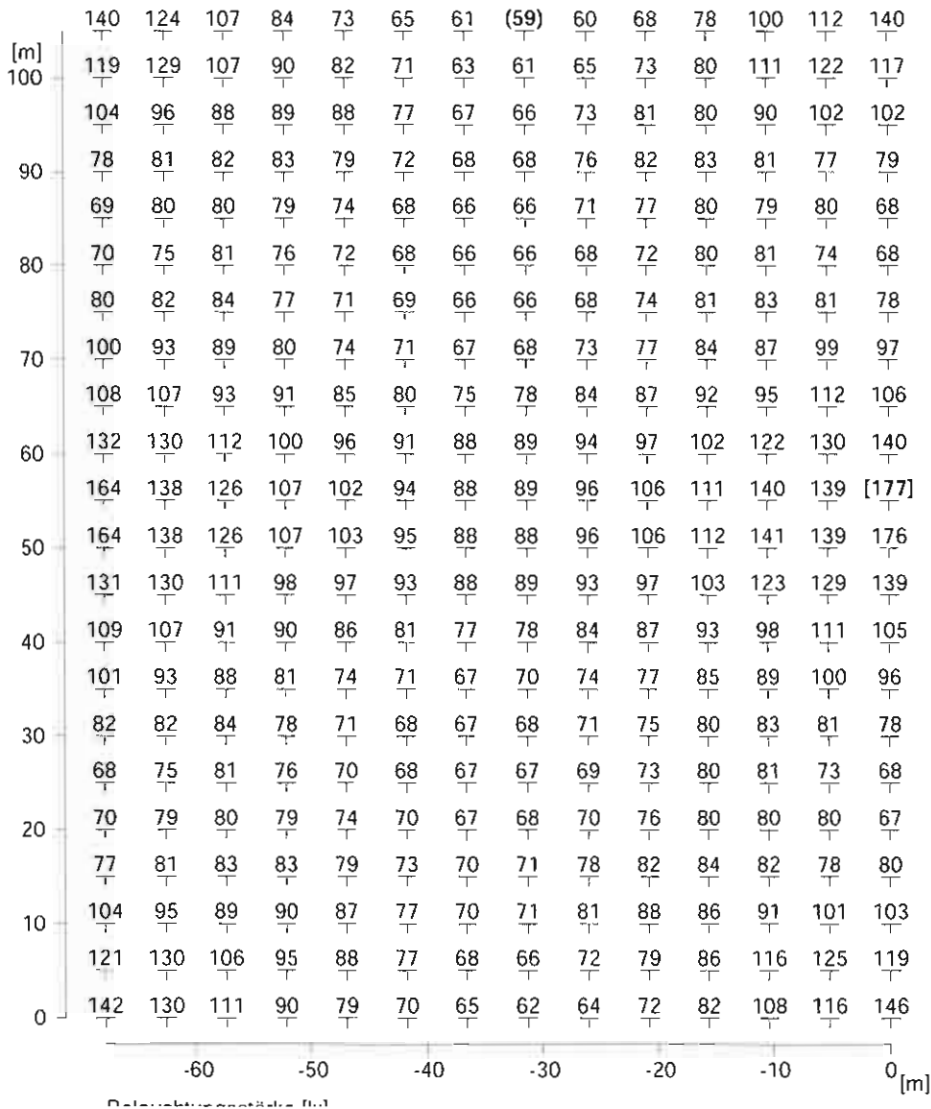 140 124 107 84 73 65 61 (59) 60 68 78 100 112 140
[m]
100 119 129 107 90 82 71 63 61 65 73 80 111 122 117
104 96 88 89 88 77 67 66 73 81 80 90 102 102
90 78 81 82 83 79 72 68 68 76 82 83 81 77 79
69 80 80 79 74 68 66 66 71 77 80 79 80 68
80 70 75 81 76 72 68 66 66 68 72 80 81 74 68
80 82 84 77 71 69 66 66 68 74 81 83 81 78
70 100 93 89 80 74 71 67 68 73 77 84 87 99 97
108 107 93 91 85 80 75 78 84 87 92 95 112 106
60 132 130 112 100 96 91 88 89 94 97 102 122 130 140
164 138 126 107 102 94 88 89 96 106 111 140 139 [177]
50 164 138 126 107 103 95 88 88 96 106 112 141 139 176
131 130 111 98 97 93 88 89 93 97 103 123 129 139
40 109 107 91 90 86 81 77 78 84 87 93 98 111 105
101 93 88 81 74 71 67 70 74 77 85 89 100 96
30 82 82 84 78 71 68 67 68 71 75 80 83 81 78
68 75 81 76 70 68 67 67 69 73 80 81 73 68
20 70 79 80 79 74 70 67 68 70 76 80 80 80 67
77 81 83 83 79 73 70 71 78 82 84 82 78 80
10 104 95 89 90 87 77 70 71 81 88 86 91 101 103
121 130 106 95 88 77 68 66 72 79 86 116 125 119
0 142 130 111 90 79 70 65 62 64 72 82 108 116 146
-60 -50 -40 -30 -20 0
[m]
Beleuchtungsstärke [lx]